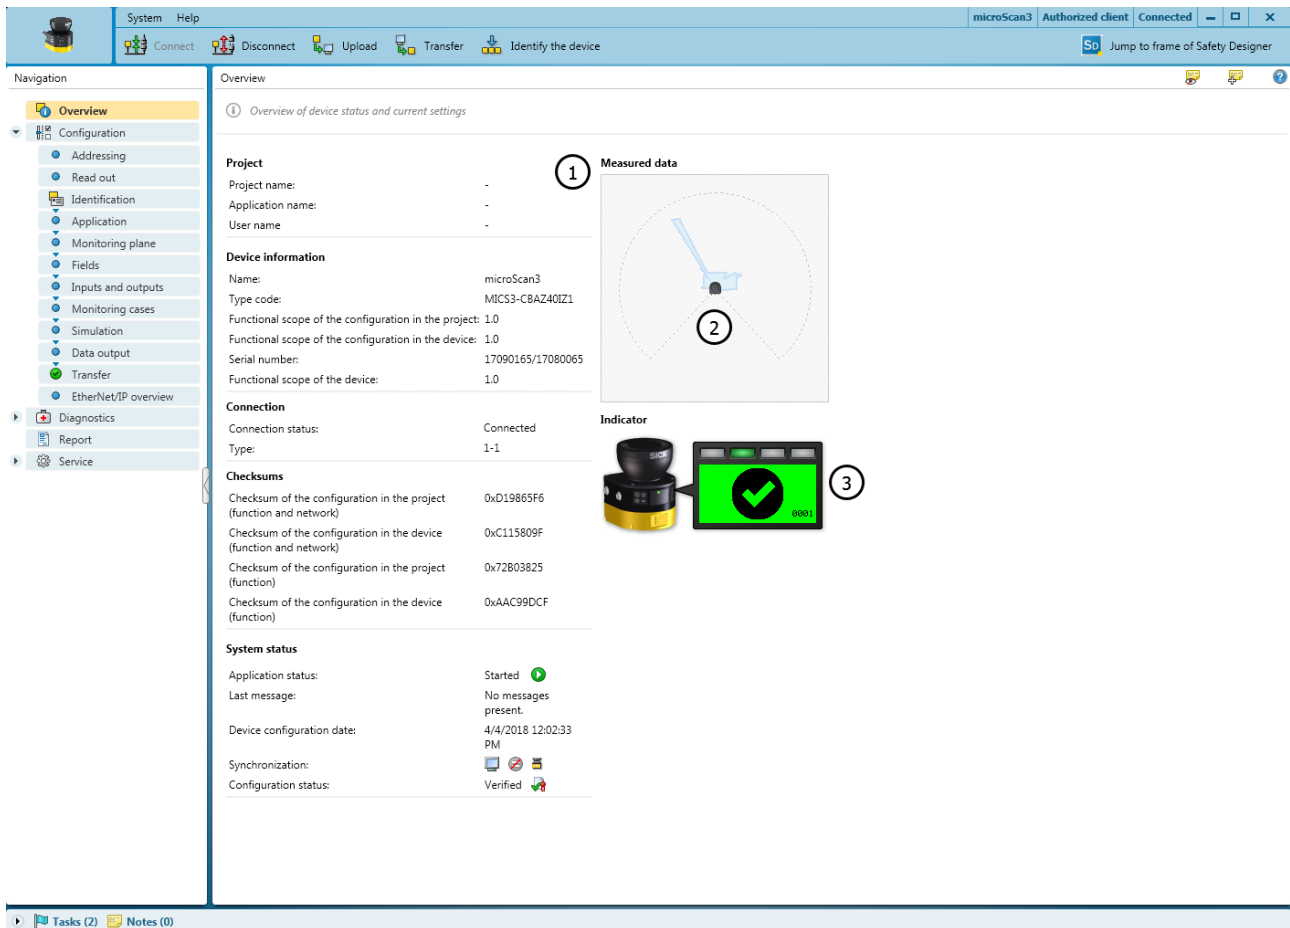 System Help
microScan3 Authorized client Connected
Connect Disconnect Upload Transfer Identify the device
SD Jump to frame of Safety Designer
Navigation
Overview
Configuration
Addressing
Read out
Identification
Application
Monitoring plane
Fields
Inputs and outputs
Monitoring cases
Simulation
Data output
Transfer
EtherNet/IP overview
Diagnostics
Report
Service
Overview
Overview of device status and current settings
Project
Project name: -
Application name: -
User name -
Device information
Name: microScan3
Type code: MICS3-CBAZ40IZ1
Functional scope of the configuration in the project: 1.0
Functional scope of the configuration in the device: 1.0
Serial number: 17090165/17080065
Functional scope of the device: 1.0
Connection
Connection status: Connected
Type: 1-1
Checksums
Checksum of the configuration in the project 0xD19865F6
(function and network)
Checksum of the configuration in the device 0xC115809F
(function and network)
Checksum of the configuration in the project 0x72B03825
(function)
Checksum of the configuration in the device 0xAAC99DCF
(function)
System status
Application status: Started
Last message: No messages
present.
Device configuration date: 4/4/2018 12:02:33
PM
Synchronization:
Configuration status: Verified
1
Measured data
2
Indicator
SICK
0001
3
Tasks (2) Notes (0)